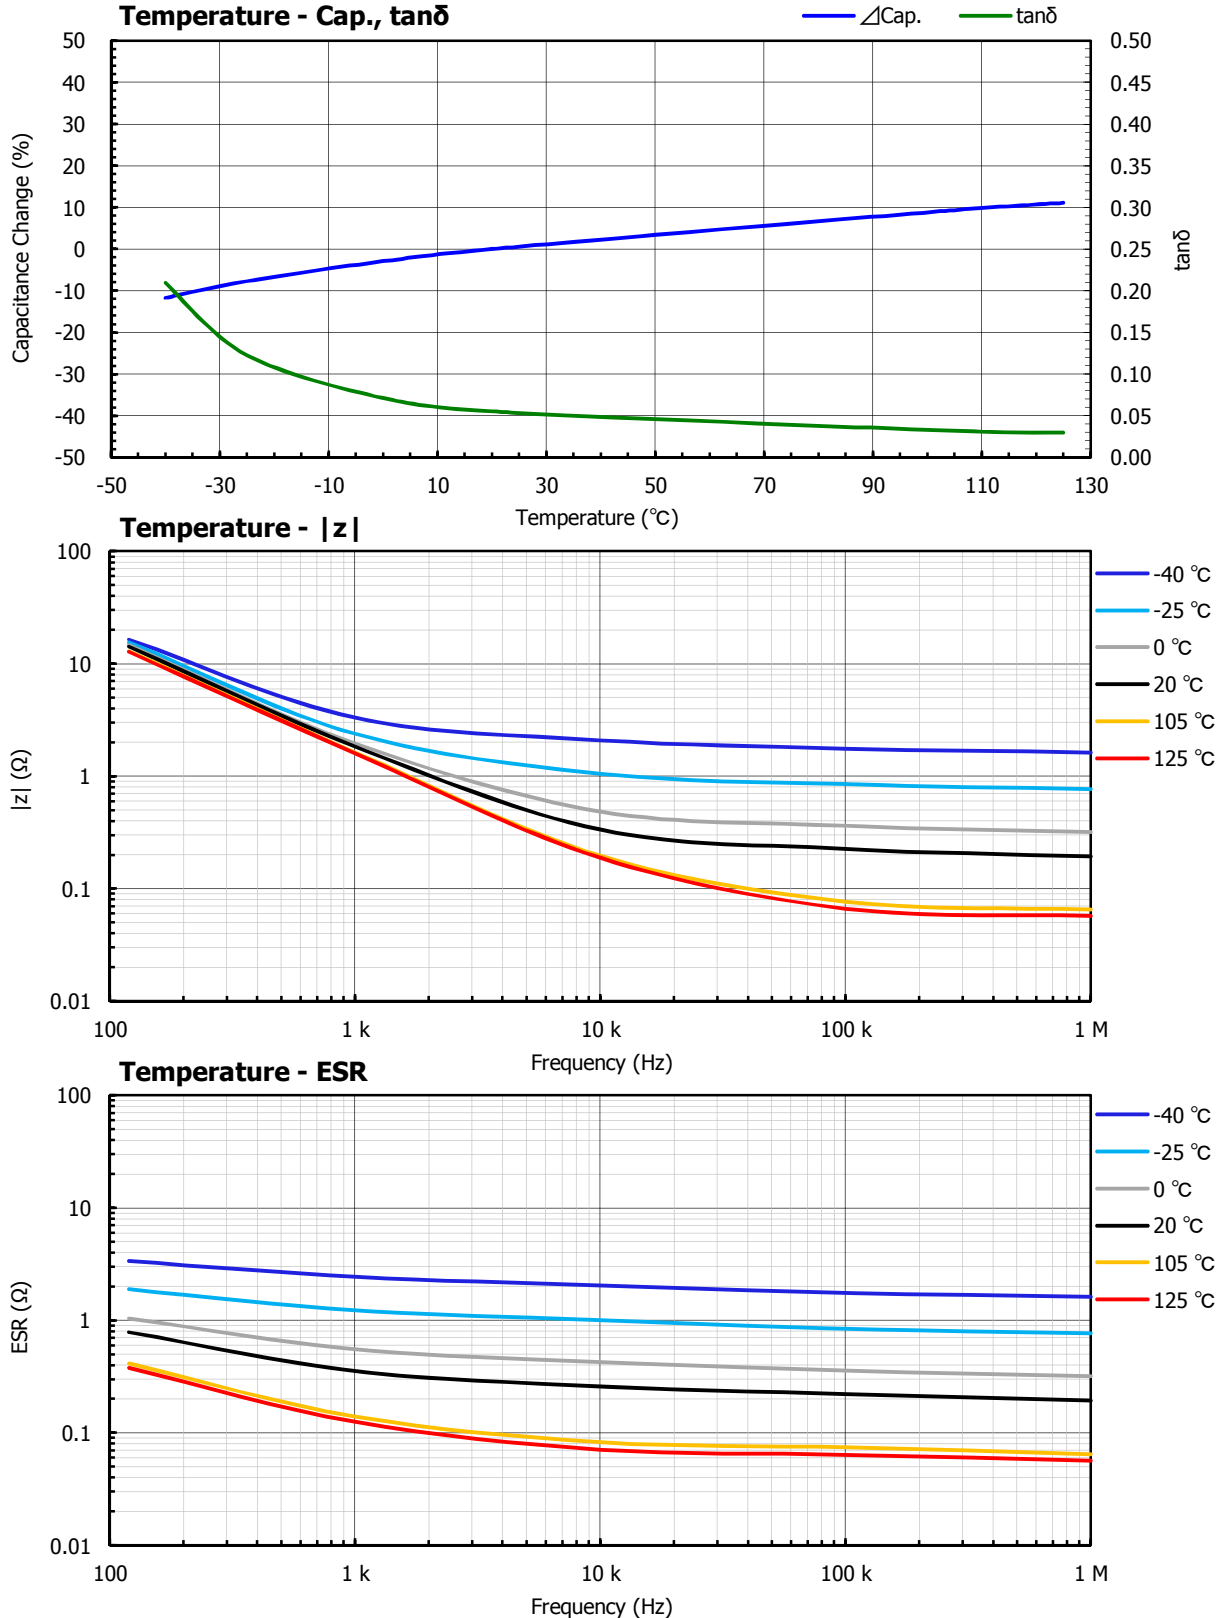 Temperature - Cap., tanδ
⊿Cap.
tanδ
50
40
30
20
10
0
-10
-20
-30
-40
-50
Capacitance Change (%)
0.50
0.45
0.40
0.35
0.30
0.25
0.20
0.15
0.10
0.05
0.00
tanδ
-50 -30 -10 10 30 50 70 90 110 130
Temperature (℃)
Temperature - |z|
100
10
1
0.1
0.01
|z| (Ω)
-40 ℃
-25 ℃
0 ℃
20 ℃
105 ℃
125 ℃
100 1 k 10 k 100 k 1 M
Frequency (Hz)
Temperature - ESR
100
10
1
0.1
0.01
ESR (Ω)
-40 ℃
-25 ℃
0 ℃
20 ℃
105 ℃
125 ℃
100 1 k 10 k 100 k 1 M
Frequency (Hz)